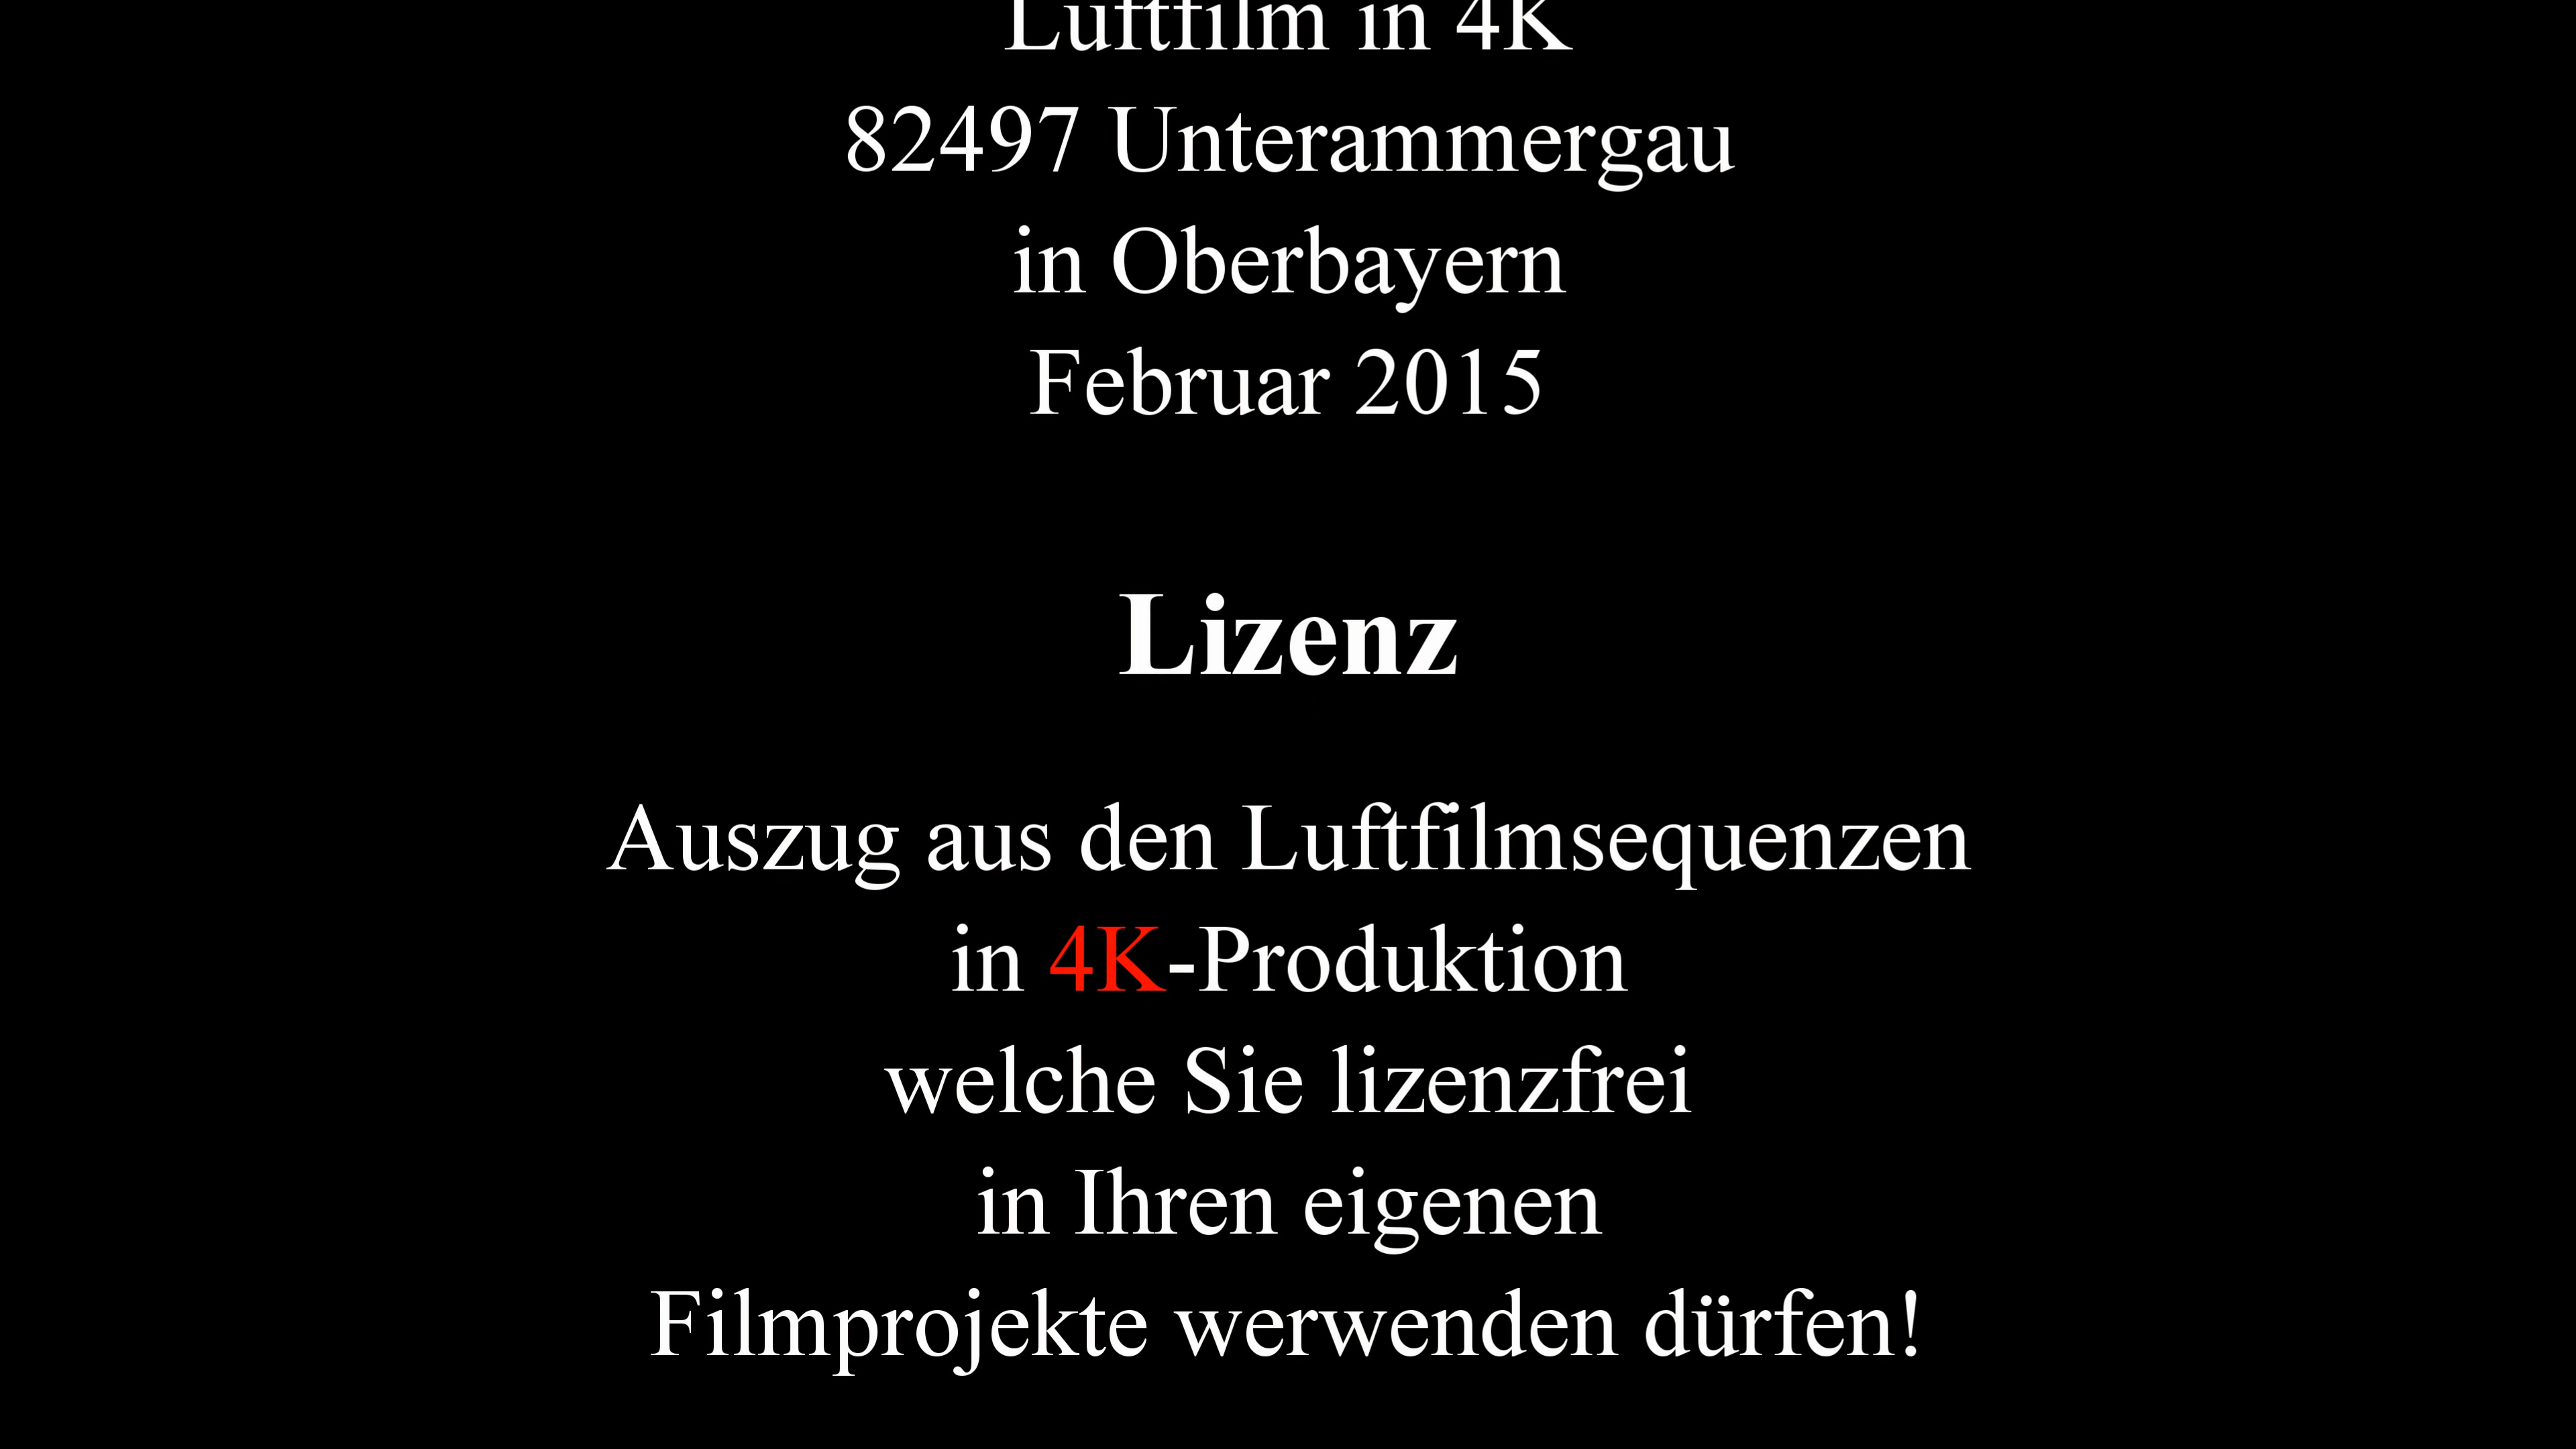 Luftfilm in 4K
82497 Unterammergau
in Oberbayern
Februar 2015
Lizenz
Auszug aus den Luftfilmsequenzen
in 4K-Produktion
welche Sie lizenzfrei
in Ihren eigenen
Filmprojekte werwenden dürfen!